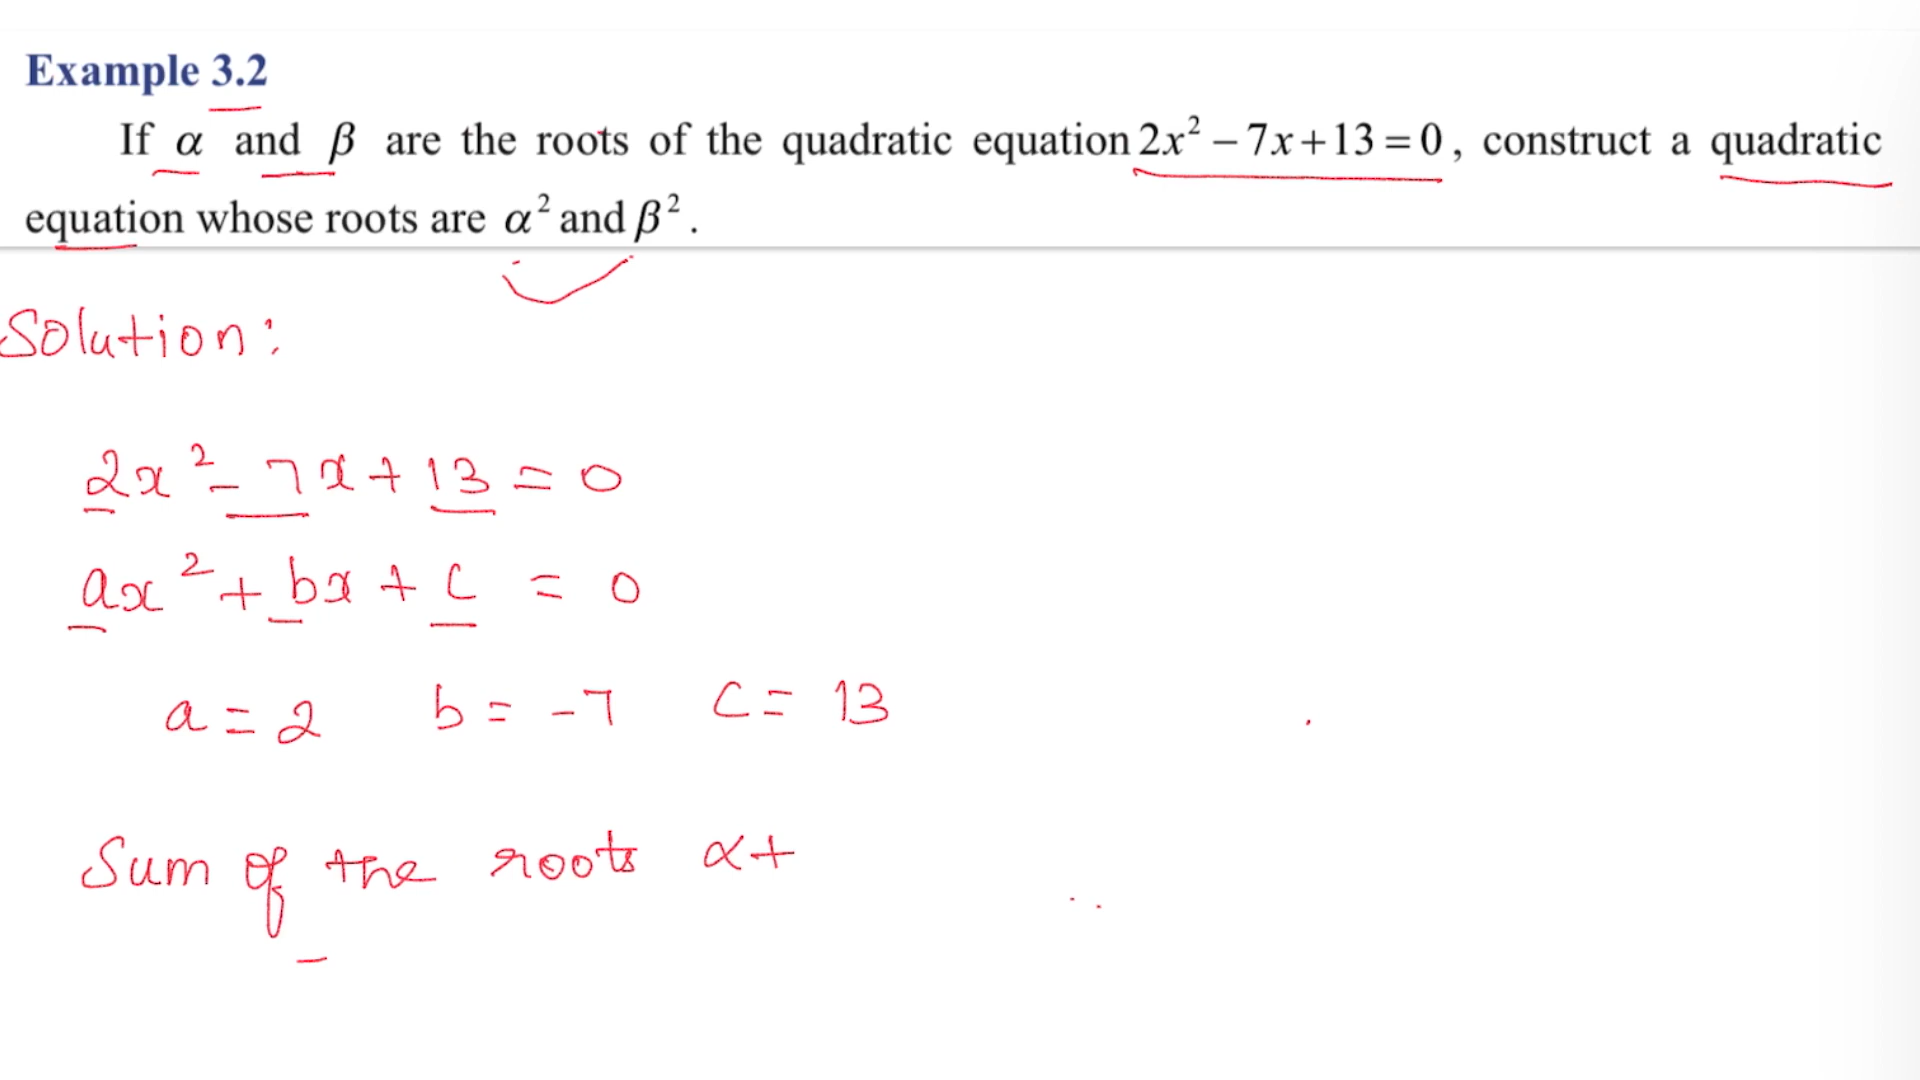 Example 3.2
If α and β are the roots of the quadratic equation 2x² – 7x + 13 = 0, construct a quadratic
equation whose roots are α² and β².
Solution:
2x² - 7x + 13 = 0
ax² + bx + c = 0
a = 2 b = -7 c = 13
Sum of the roots α+